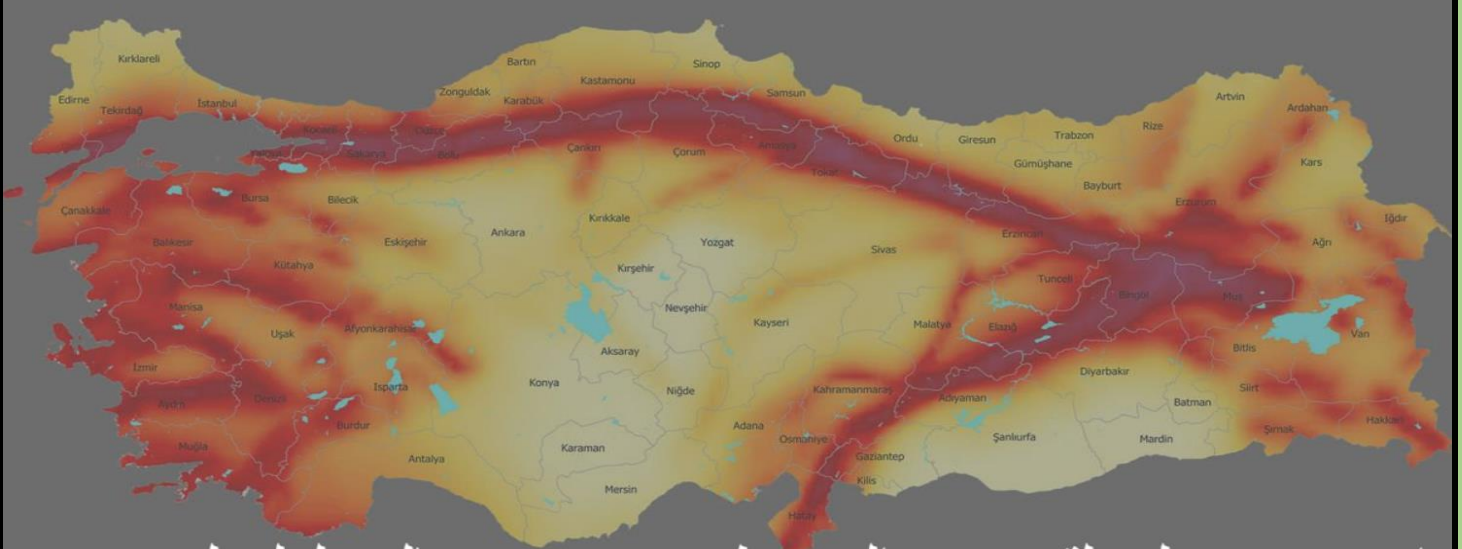 Kırklareli
Edirne
Tekirdağ
İstanbul
Kocaeli
Yalova
Sakarya
Düzce
Bolu
Zonguldak
Bartın
Karabük
Kastamonu
Sinop
Samsun
Çankırı
Çorum
Amasya
Tokat
Ordu
Giresun
Gümüşhane
Trabzon
Bayburt
Rize
Artvin
Ardahan
Kars
Erzurum
Iğdır
Ağrı
Çanakkale
Bursa
Bilecik
Balıkesir
Kütahya
Eskişehir
Ankara
Kırıkkale
Yozgat
Kırşehir
Nevşehir
Sivas
Erzincan
Tunceli
Bingöl
Muş
Manisa
Uşak
Afyonkarahisar
Kayseri
Malatya
Elazığ
Bitlis
Van
İzmir
Aydın
Denizli
Isparta
Burdur
Konya
Aksaray
Niğde
Kahramanmaraş
Adıyaman
Diyarbakır
Batman
Siirt
Hakkari
Şırnak
Muğla
Antalya
Karaman
Mersin
Adana
Osmaniye
Gaziantep
Kilis
Şanlıurfa
Mardin
Hatay